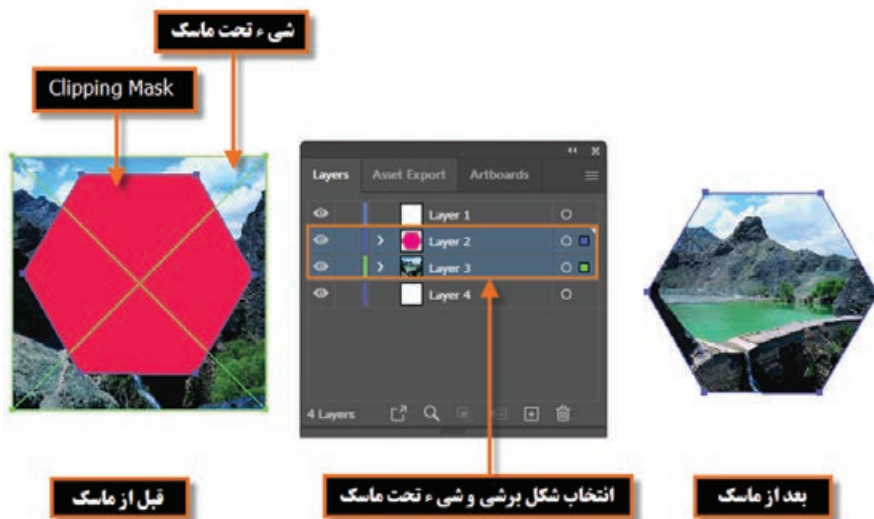 شیء تحت ماسک
Clipping Mask
Layers Asset Export Artboards
Layer 1
Layer 2
Layer 3
Layer 4
4 Layers
قبل از ماسک
انتخاب شکل برشی و شیء تحت ماسک
بعد از ماسک